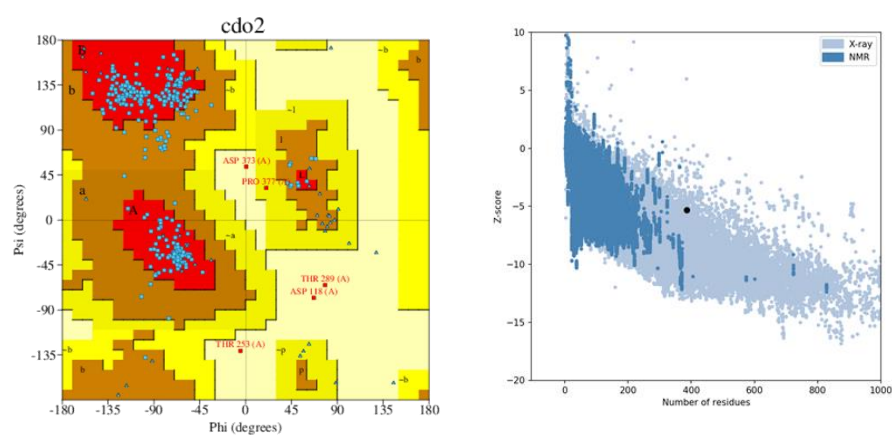 cdo2
180
135
90
45
0
-45
-90
-135
-180
-180 -135 -90 -45 0 45 90 135 180
Psi (degrees)
Phi (degrees)
B
b
a
A
~b
b
~b
~l
l
L
~a
ASP 373 (A)
THR 289 (A)
ASP 118 (A)
THR 253 (A)
~b
b
~p
p
~b
b
10
5
0
−5
−10
−15
−20
0 200 400 600 800 1000
Z-score
Number of residues
X-ray
NMR